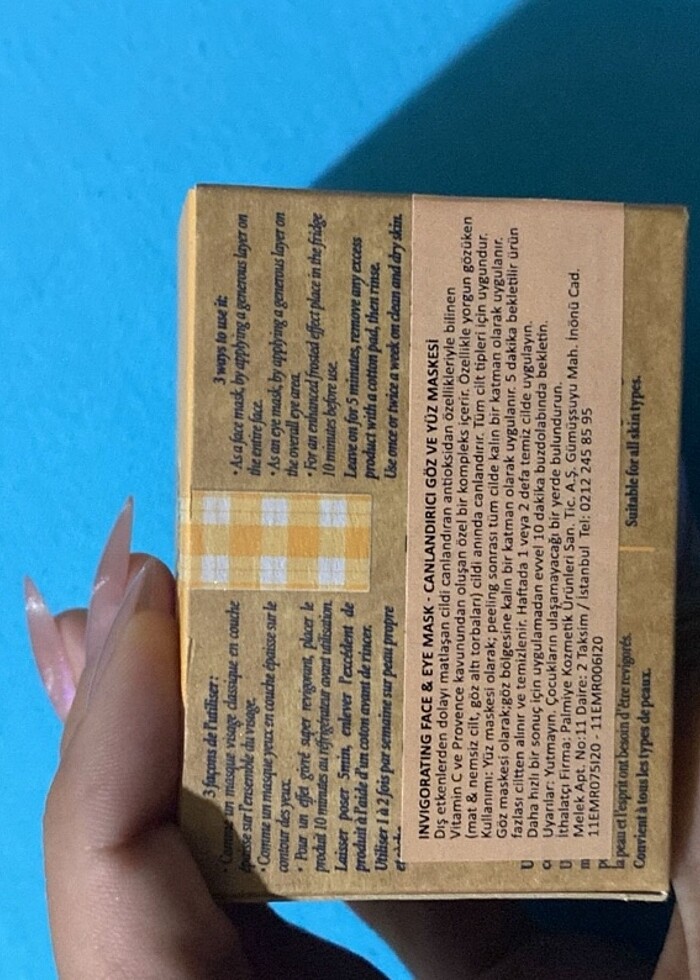 3 façons de l'utiliser:
• Comme un masque visage classique en couche
épaisse sur l'ensemble du visage.
• Comme un masque yeux en couche épaisse sur le
contour des yeux.
• Pour un effet givré super revigorant, placer le
produit 10 minutes au réfrigérateur avant utilisation.
Laisser poser 5min, enlever l'excédent de
produit à l'aide d'un coton avant de rincer.
Utiliser 1 à 2 fois par semaine sur peau propre
3 ways to use it:
• As a face mask, by applying a generous layer on
the entire face.
• As an eye mask, by applying a generous layer on
the overall eye area.
• For an enhanced frosted effect place in the fridge
10 minutes before use.
Leave on for 5 minutes, remove any excess
product with a cotton pad, then rinse.
Use once or twice a week on clean and dry skin.
INVIGORATING FACE & EYE MASK - CANLANDIRICI GÖZ VE YÜZ MASKESİ
Dış etkenlerden dolayı matlaşan cildi canlandıran antioksidan özellikleriyle bilinen
Vitamin C ve Provence kavunundan oluşan özel bir kompleks içerir. Özellikle yorgun gözüken
(mat & nemsiz cilt, göz altı torbaları) cildi anında canlandırır. Tüm cilt tipleri için uygundur.
Kullanımı: Yüz maskesi olarak; peeling sonrası tüm cilde kalın bir katman olarak uygulanır.
Göz maskesi olarak;göz bölgesine kalın bir katman olarak uygulanır. 5 dakika bekletilir ürün
fazlası ciltten alınır ve temizlenir. Haftada 1 veya 2 defa temiz cilde uygulayın.
Daha hızlı bir sonuç için uygulamadan evvel 10 dakika buzdolabında bekletin.
Uyarılar: Yutmayın, Çocukların ulaşamayacağı bir yerde bulundurun.
İthalatçı Firma; Palmiye Kozmetik Ürünleri San. Tic. A.Ş. Gümüşsuyu Mah. İnönü Cad.
Melek Apt. No:11 Daire: 2 Taksim / İstanbul Tel: 0212 245 85 95
11EMR075I20 - 11EMR006I20
la peau et l'esprit ont besoin d'être revigorés.
Convient à tous les types de peaux.
Suitable for all skin types.